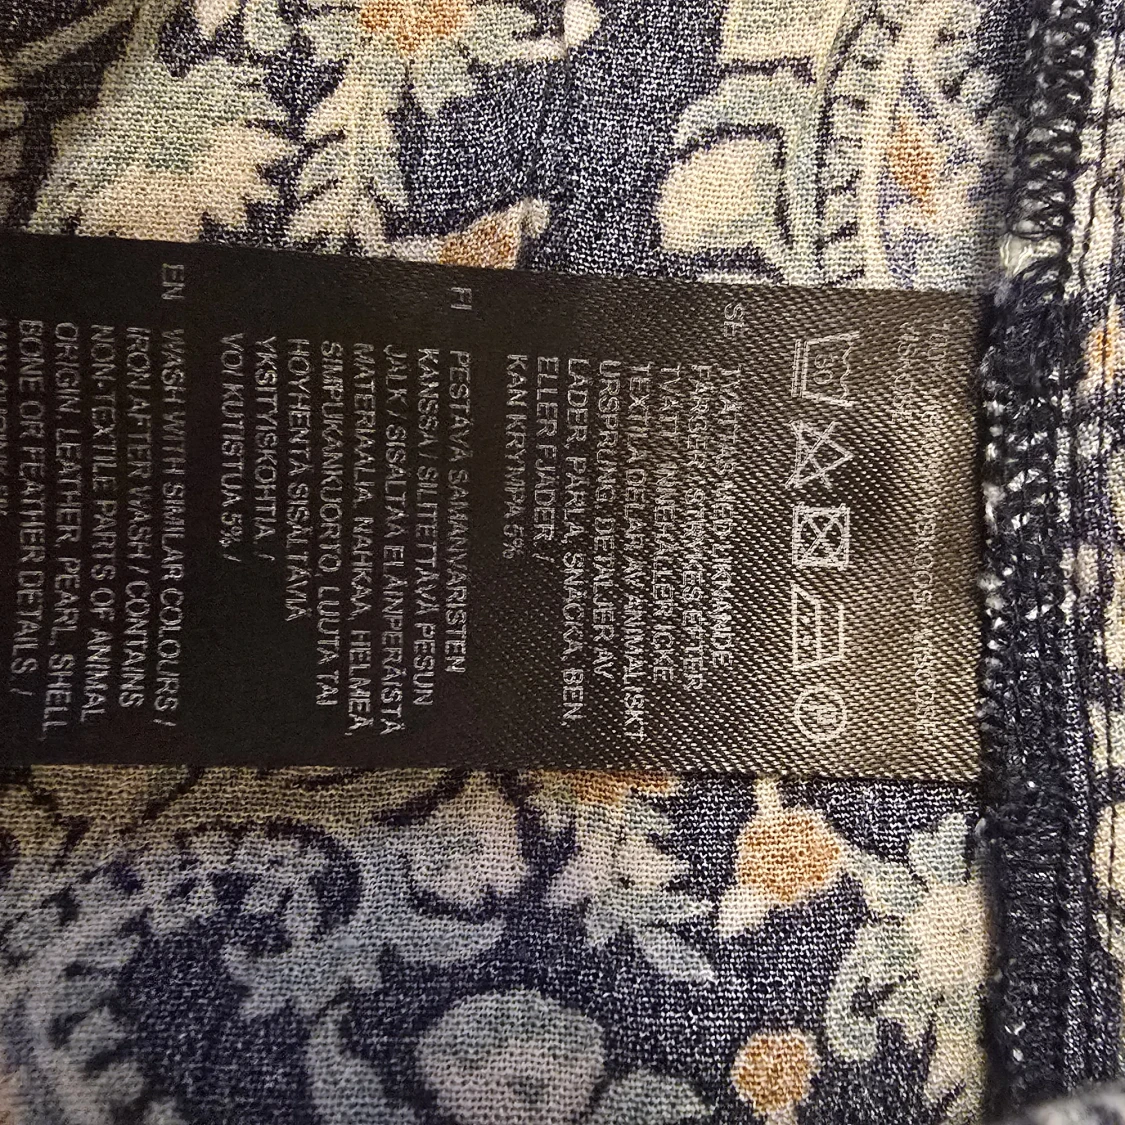 30
SE
TVÄTTAS MED LIKNANDE
FÄRGER / STRYKES EFTER
TVÄTT / INNEHÅLLER ICKE
TEXTILA DELAR AV ANIMALISKT
URSPRUNG, DETALJER AV
LÄDER, PÄRLA, SNÄCKA, BEN
ELLER FJÄDER /
KAN KRYMPA 5%
FI
PESTÄVÄ SAMANVÄRISTEN
KANSSA / SILITETTÄVÄ PESUN
JÄLK / SISÄLTÄÄ ELÄINPERÄISTÄ
MATERIAALIA, NAHKAA, HELMEÄ,
SIMPUKANKUORTA, LUUTA TAI
HÖYHENTÄ SISÄLTÄVIÄ
YKSITYISKOHTIA /
VOI KUTISTUA 5% /
EN
WASH WITH SIMILAR COLOURS /
IRON AFTER WASH / CONTAINS
NON-TEXTILE PARTS OF ANIMAL
ORIGIN, LEATHER, PEARL, SHELL,
BONE OR FEATHER DETAILS /